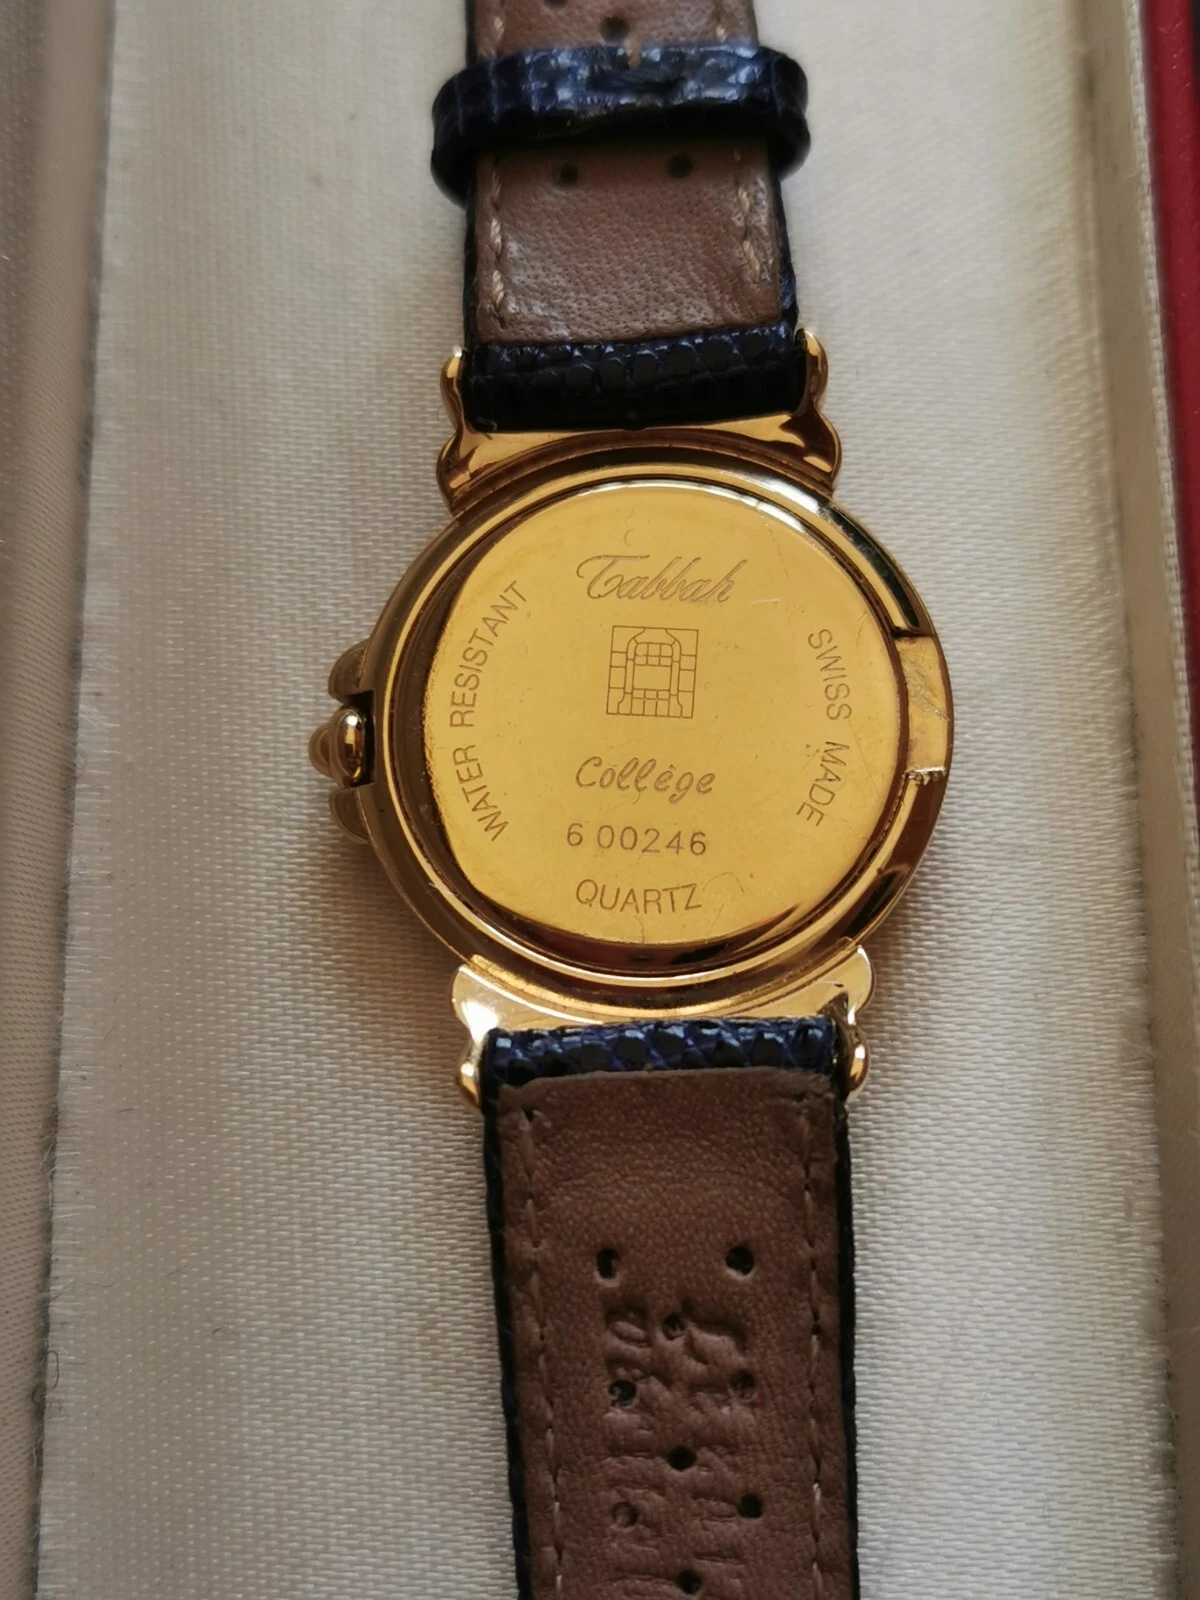 Tabbah
WATER RESISTANT
SWISS MADE
Collège
6 00246
QUARTZ